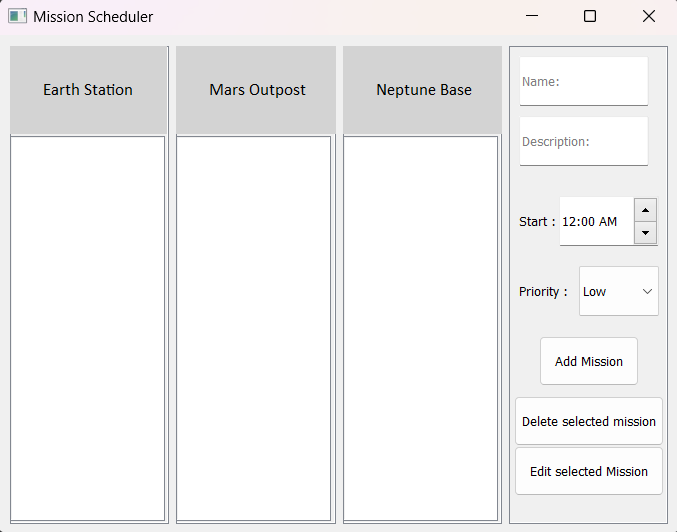 Mission Scheduler
Earth Station
Mars Outpost
Neptune Base
Name:
Description:
Start : 12:00 AM
Priority : Low
Add Mission
Delete selected mission
Edit selected Mission